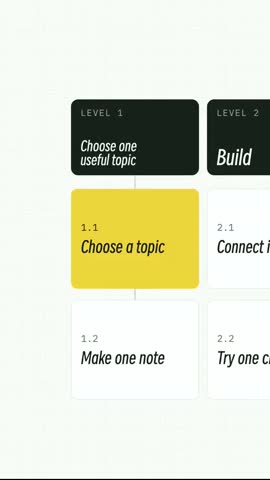 LEVEL 1
Choose one
useful topic
1.1
Choose a topic
1.2
Make one note
LEVEL 2
Build
2.1
Connect i
2.2
Try one c